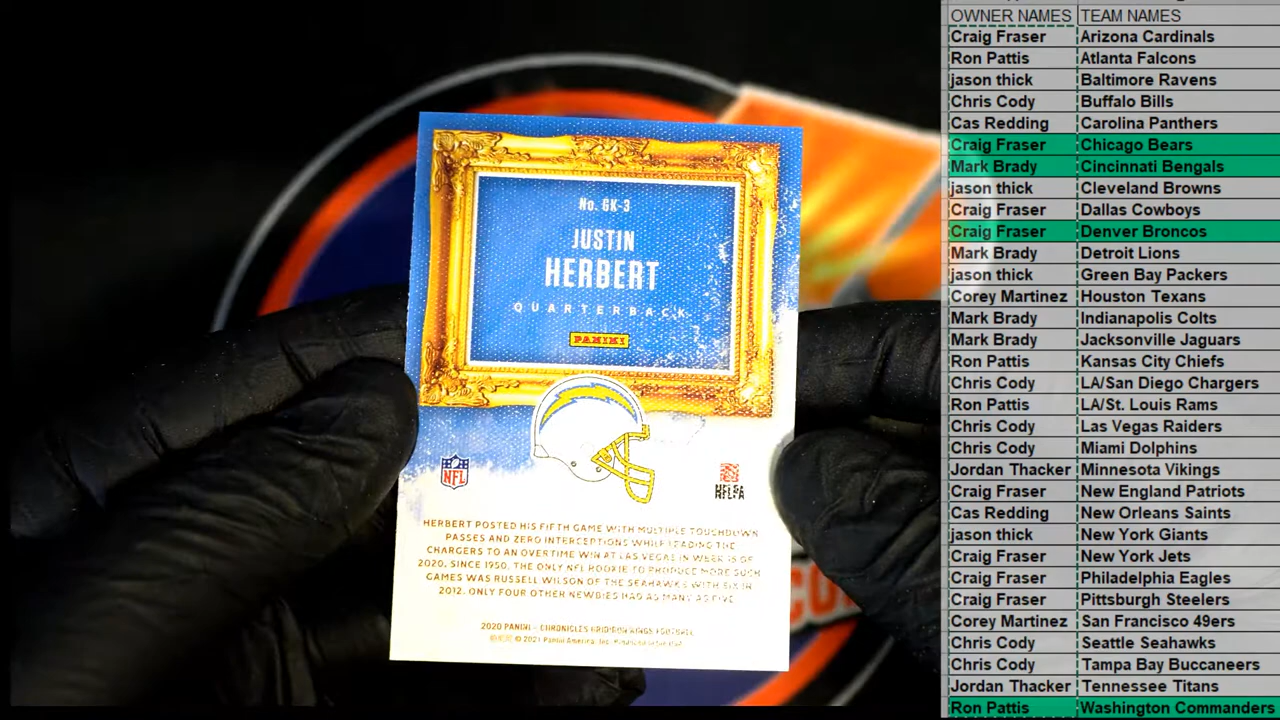 No. GK-3
JUSTIN
HERBERT
QUARTERBACK
PANINI
NFL
NFLPA
HERBERT POSTED HIS FIFTH GAME WITH MULTIPLE TOUCHDOWN
PASSES AND ZERO INTERCEPTIONS WHILE LEADING THE
CHARGERS TO AN OVERTIME WIN AT LAS VEGAS IN WEEK 15 OF
2020. SINCE 1950, THE ONLY NFL ROOKIE TO PRODUCE MORE SUCH
GAMES WAS RUSSELL WILSON OF THE SEAHAWKS WITH SIX IN
2012. ONLY FOUR OTHER NEWBIES HAD AS MANY AS FIVE.
2020 PANINI – CHRONICLES GRIDIRON KINGS FOOTBALL
© 2021 Panini America, Inc.
OWNER NAMES TEAM NAMES
Craig Fraser Arizona Cardinals
Ron Pattis Atlanta Falcons
jason thick Baltimore Ravens
Chris Cody Buffalo Bills
Cas Redding Carolina Panthers
Craig Fraser Chicago Bears
Mark Brady Cincinnati Bengals
jason thick Cleveland Browns
Craig Fraser Dallas Cowboys
Craig Fraser Denver Broncos
Mark Brady Detroit Lions
jason thick Green Bay Packers
Corey Martinez Houston Texans
Mark Brady Indianapolis Colts
Mark Brady Jacksonville Jaguars
Ron Pattis Kansas City Chiefs
Chris Cody LA/San Diego Chargers
Ron Pattis LA/St. Louis Rams
Chris Cody Las Vegas Raiders
Chris Cody Miami Dolphins
Jordan Thacker Minnesota Vikings
Craig Fraser New England Patriots
Cas Redding New Orleans Saints
jason thick New York Giants
Craig Fraser New York Jets
Craig Fraser Philadelphia Eagles
Craig Fraser Pittsburgh Steelers
Corey Martinez San Francisco 49ers
Chris Cody Seattle Seahawks
Chris Cody Tampa Bay Buccaneers
Jordan Thacker Tennessee Titans
Ron Pattis Washington Commanders